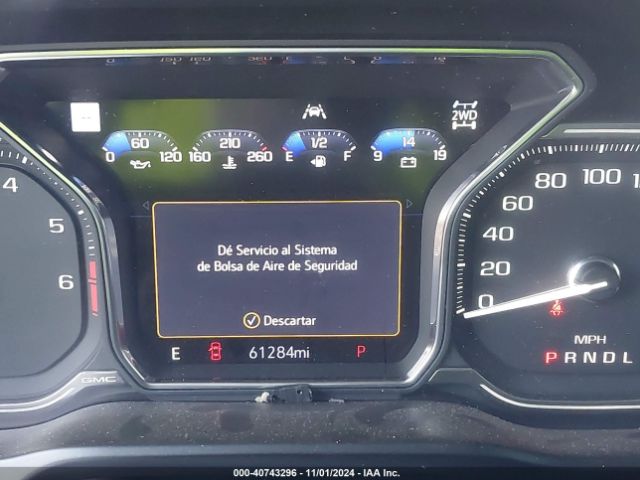 2WD
60
0 120
210
160 260
1/2
E F
14
9 19
4
5
6
Dé Servicio al Sistema
de Bolsa de Aire de Seguridad
Descartar
E 61284mi P
GMC
0
20
40
60
80
100
MPH
PRNDL
000-40743296 - 11/01/2024 - IAA Inc.